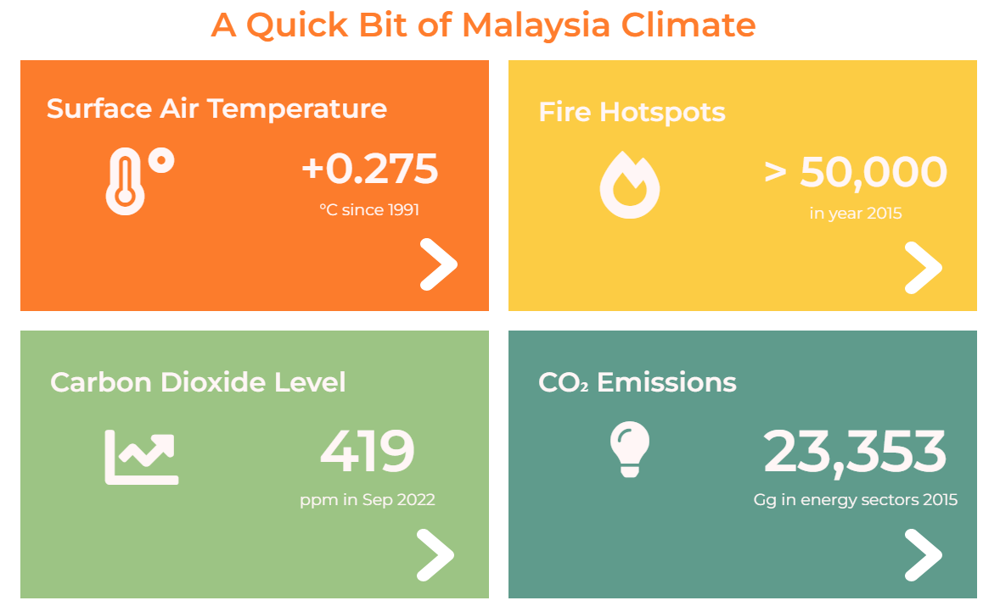 A Quick Bit of Malaysia Climate
Surface Air Temperature
+0.275
°C since 1991
Fire Hotspots
> 50,000
in year 2015
Carbon Dioxide Level
419
ppm in Sep 2022
CO₂ Emissions
23,353
Gg in energy sectors 2015